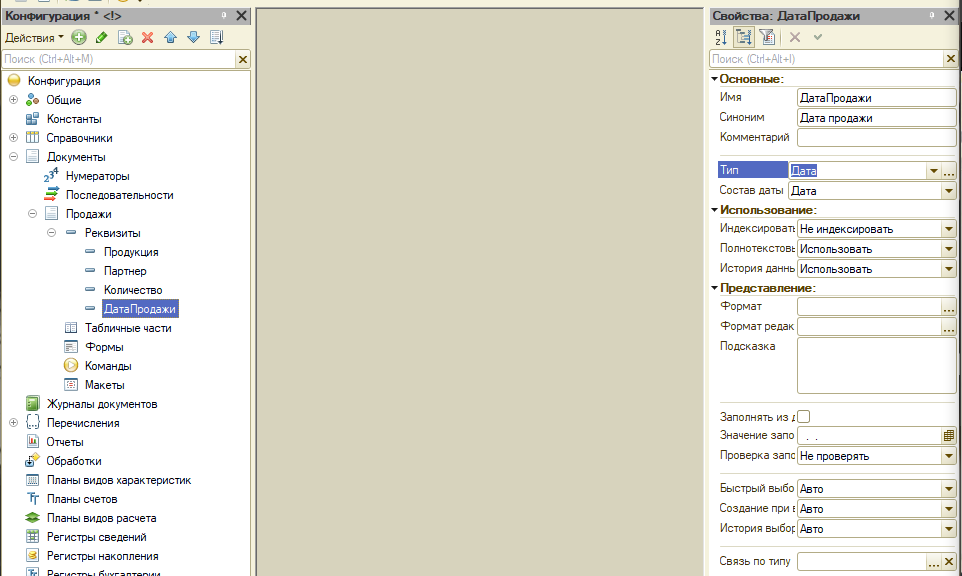 Конфигурация * <!>
Действия
Поиск (Ctrl+Alt+M)
Конфигурация
Общие
Константы
Справочники
Документы
Нумераторы
Последовательности
Продажи
Реквизиты
Продукция
Партнер
Количество
ДатаПродажи
Табличные части
Формы
Команды
Макеты
Журналы документов
Перечисления
Отчеты
Обработки
Планы видов характеристик
Планы счетов
Планы видов расчета
Регистры сведений
Регистры накопления
Регистры бухгалтерии
Свойства: ДатаПродажи
Поиск (Ctrl+Alt+I)
Основные:
Имя ДатаПродажи
Синоним Дата продажи
Комментарий
Тип Дата ...
Состав даты Дата
Использование:
Индексировать Не индексировать
Полнотекстовь Использовать
История данны Использовать
Представление:
Формат ...
Формат редак ...
Подсказка
Заполнять из д
Значение запо . .
Проверка запо Не проверять
Быстрый выбо Авто
Создание при в Авто
История выбор Авто
Связь по типу ...